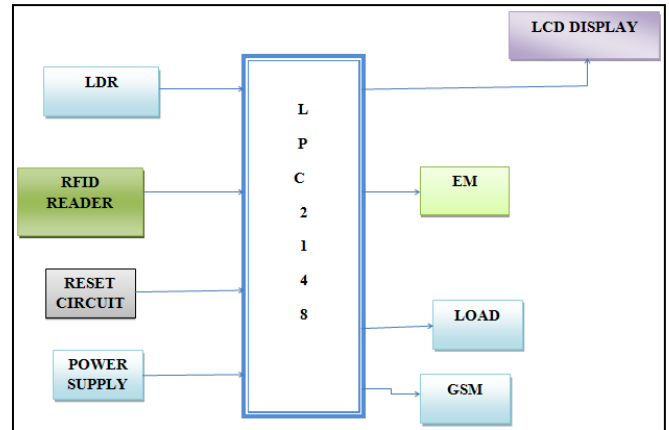 LCD DISPLAY
LDR
L
P
C
2
1
4
8
RFID
READER
EM
RESET
CIRCUIT
LOAD
POWER
SUPPLY
GSM